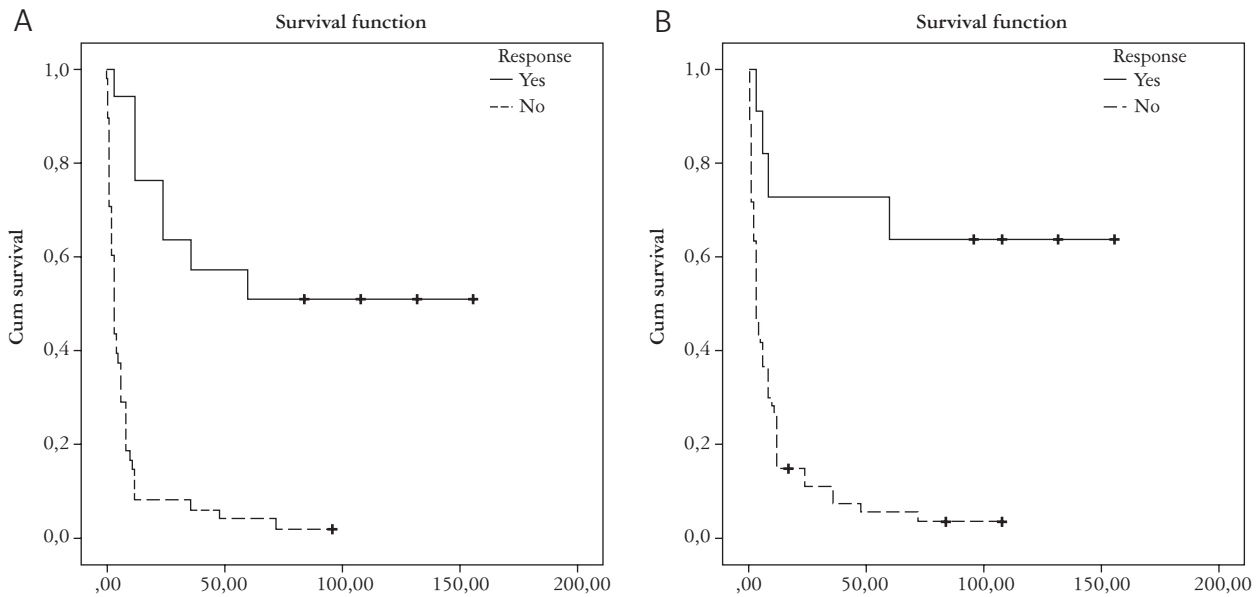 A
Survival function
Response
Yes
No
Cum survival
1,0
0,8
0,6
0,4
0,2
0,0
,00 50,00 100,00 150,00 200,00
B
Survival function
Response
Yes
No
Cum survival
1,0
0,8
0,6
0,4
0,2
0,0
,00 50,00 100,00 150,00 200,00